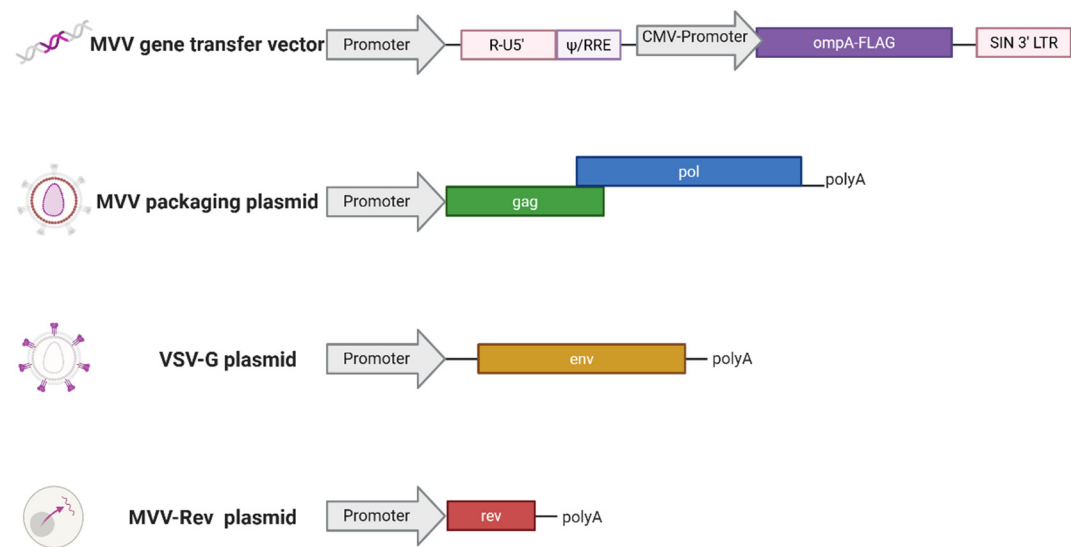 MVV gene transfer vector Promoter R-U5' ψ/RRE CMV-Promoter ompA-FLAG SIN 3' LTR
MVV packaging plasmid Promoter gag pol polyA
VSV-G plasmid Promoter env polyA
MVV-Rev plasmid Promoter rev polyA